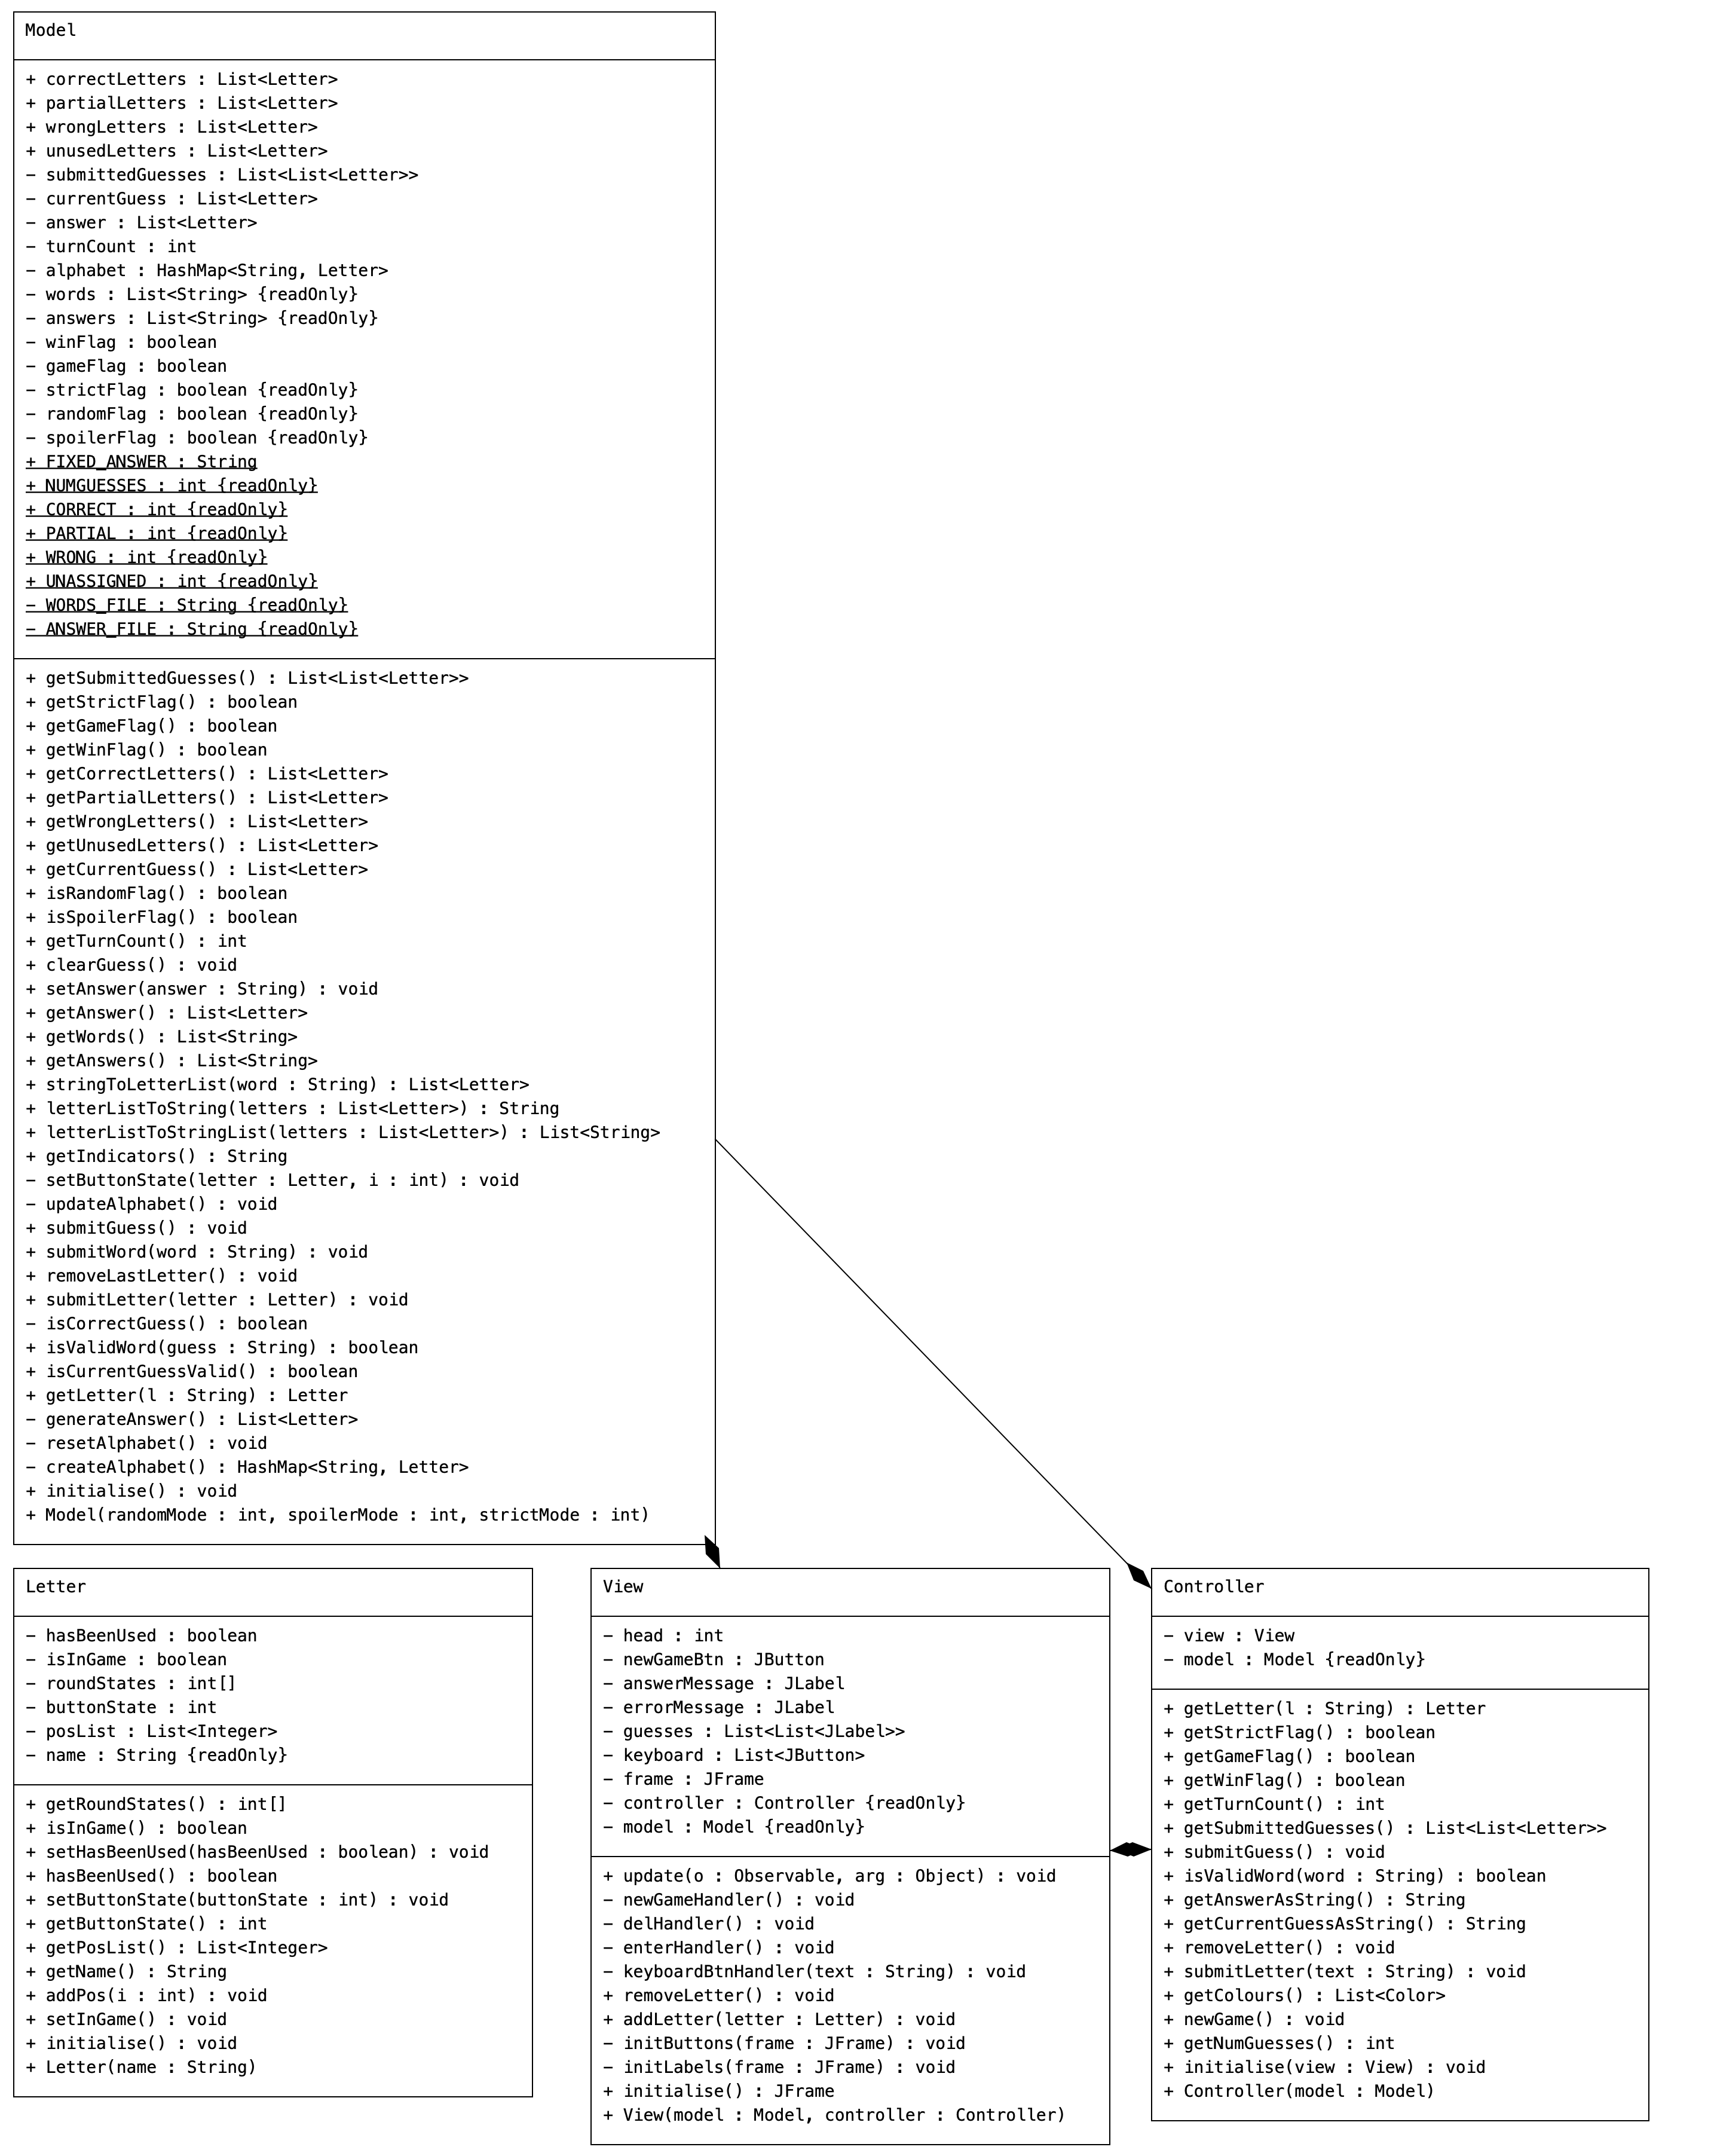 Model
+ correctLetters : List<Letter>
+ partialLetters : List<Letter>
+ wrongLetters : List<Letter>
+ unusedLetters : List<Letter>
− submittedGuesses : List<List<Letter>>
− currentGuess : List<Letter>
− answer : List<Letter>
− turnCount : int
− alphabet : HashMap<String, Letter>
− words : List<String> {readOnly}
− answers : List<String> {readOnly}
− winFlag : boolean
− gameFlag : boolean
− strictFlag : boolean {readOnly}
− randomFlag : boolean {readOnly}
− spoilerFlag : boolean {readOnly}
+ FIXED_ANSWER : String
+ NUMGUESSES : int {readOnly}
+ CORRECT : int {readOnly}
+ PARTIAL : int {readOnly}
+ WRONG : int {readOnly}
+ UNASSIGNED : int {readOnly}
− WORDS_FILE : String {readOnly}
− ANSWER_FILE : String {readOnly}
+ getSubmittedGuesses() : List<List<Letter>>
+ getStrictFlag() : boolean
+ getGameFlag() : boolean
+ getWinFlag() : boolean
+ getCorrectLetters() : List<Letter>
+ getPartialLetters() : List<Letter>
+ getWrongLetters() : List<Letter>
+ getUnusedLetters() : List<Letter>
+ getCurrentGuess() : List<Letter>
+ isRandomFlag() : boolean
+ isSpoilerFlag() : boolean
+ getTurnCount() : int
+ clearGuess() : void
+ setAnswer(answer : String) : void
+ getAnswer() : List<Letter>
+ getWords() : List<String>
+ getAnswers() : List<String>
+ stringToLetterList(word : String) : List<Letter>
+ letterListToString(letters : List<Letter>) : String
+ letterListToStringList(letters : List<Letter>) : List<String>
+ getIndicators() : String
− setButtonState(letter : Letter, i : int) : void
− updateAlphabet() : void
+ submitGuess() : void
+ submitWord(word : String) : void
+ removeLastLetter() : void
+ submitLetter(letter : Letter) : void
− isCorrectGuess() : boolean
+ isValidWord(guess : String) : boolean
+ isCurrentGuessValid() : boolean
+ getLetter(l : String) : Letter
− generateAnswer() : List<Letter>
− resetAlphabet() : void
− createAlphabet() : HashMap<String, Letter>
+ initialise() : void
+ Model(randomMode : int, spoilerMode : int, strictMode : int)
Letter
− hasBeenUsed : boolean
− isInGame : boolean
− roundStates : int[]
− buttonState : int
− posList : List<Integer>
− name : String {readOnly}
+ getRoundStates() : int[]
+ isInGame() : boolean
+ setHasBeenUsed(hasBeenUsed : boolean) : void
+ hasBeenUsed() : boolean
+ setButtonState(buttonState : int) : void
+ getButtonState() : int
+ getPosList() : List<Integer>
+ getName() : String
+ addPos(i : int) : void
+ setInGame() : void
+ initialise() : void
+ Letter(name : String)
View
− head : int
− newGameBtn : JButton
− answerMessage : JLabel
− errorMessage : JLabel
− guesses : List<List<JLabel>>
− keyboard : List<JButton>
− frame : JFrame
− controller : Controller {readOnly}
− model : Model {readOnly}
+ update(o : Observable, arg : Object) : void
− newGameHandler() : void
− delHandler() : void
− enterHandler() : void
− keyboardBtnHandler(text : String) : void
+ removeLetter() : void
+ addLetter(letter : Letter) : void
− initButtons(frame : JFrame) : void
− initLabels(frame : JFrame) : void
+ initialise() : JFrame
+ View(model : Model, controller : Controller)
Controller
− view : View
− model : Model {readOnly}
+ getLetter(l : String) : Letter
+ getStrictFlag() : boolean
+ getGameFlag() : boolean
+ getWinFlag() : boolean
+ getTurnCount() : int
+ getSubmittedGuesses() : List<List<Letter>>
+ submitGuess() : void
+ isValidWord(word : String) : boolean
+ getAnswerAsString() : String
+ getCurrentGuessAsString() : String
+ removeLetter() : void
+ submitLetter(text : String) : void
+ getColours() : List<Color>
+ newGame() : void
+ getNumGuesses() : int
+ initialise(view : View) : void
+ Controller(model : Model)